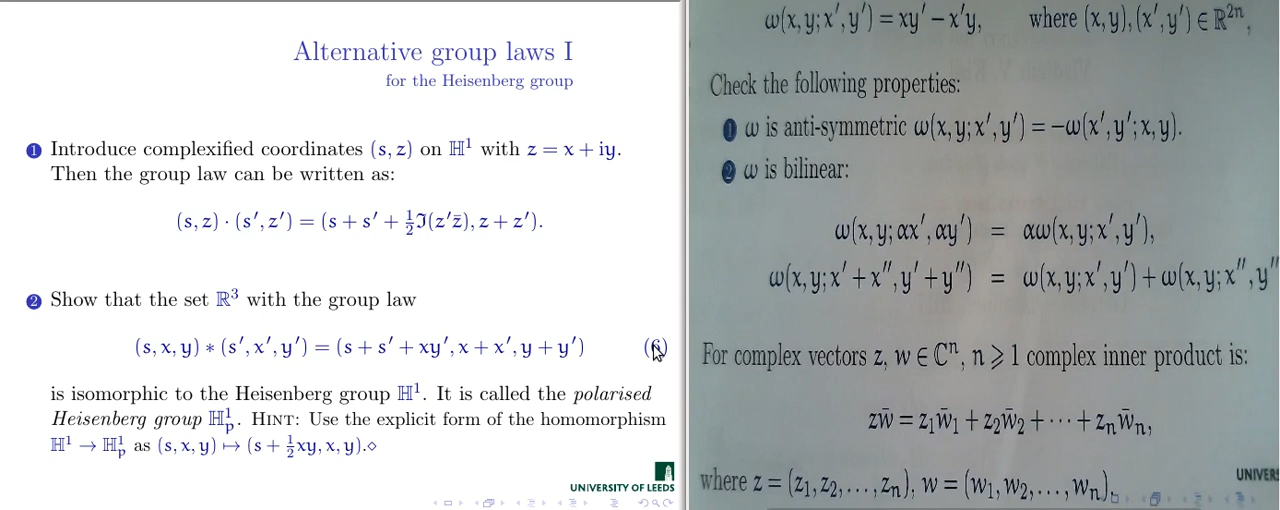 Alternative group laws I
for the Heisenberg group
1 Introduce complexified coordinates (s, z) on ℍ¹ with z = x + iy.
Then the group law can be written as:
(s, z) · (s′, z′) = (s + s′ + ½ℑ(z′z̄), z + z′).
2 Show that the set ℝ³ with the group law
(s, x, y) ∗ (s′, x′, y′) = (s + s′ + xy′, x + x′, y + y′)
is isomorphic to the Heisenberg group ℍ¹. It is called the polarised
Heisenberg group ℍ¹ₚ. HINT: Use the explicit form of the homomorphism
ℍ¹ → ℍ¹ₚ as (s, x, y) ↦ (s + ½xy, x, y).⋄
UNIVERSITY OF LEEDS
ω(x, y; x′, y′) = xy′ − x′y, where (x, y), (x′, y′) ∈ ℝ²ⁿ,
Check the following properties:
1 ω is anti-symmetric ω(x, y; x′, y′) = −ω(x′, y′; x, y).
2 ω is bilinear:
ω(x, y; αx′, αy′) = αω(x, y; x′, y′),
ω(x, y; x′ + x″, y′ + y″) = ω(x, y; x′, y′) + ω(x, y; x″, y″
For complex vectors z, w ∈ ℂⁿ, n ⩾ 1 complex inner product is:
zw̄ = z₁w̄₁ + z₂w̄₂ + ··· + zₙw̄ₙ,
where z = (z₁, z₂, ..., zₙ), w = (w₁, w₂, ..., wₙ).
UNIVERS